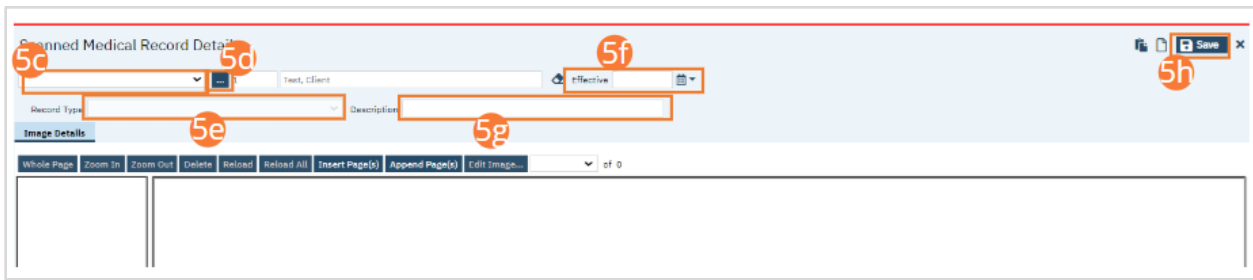 Scanned Medical Record Details
5c 5d 5f 5h
Save ×
... Test, Client Effective
Record Type Description
5e 5g
Image Details
Whole Page Zoom In Zoom Out Delete Reload Reload All Insert Page(s) Append Page(s) Edit Image... of 0